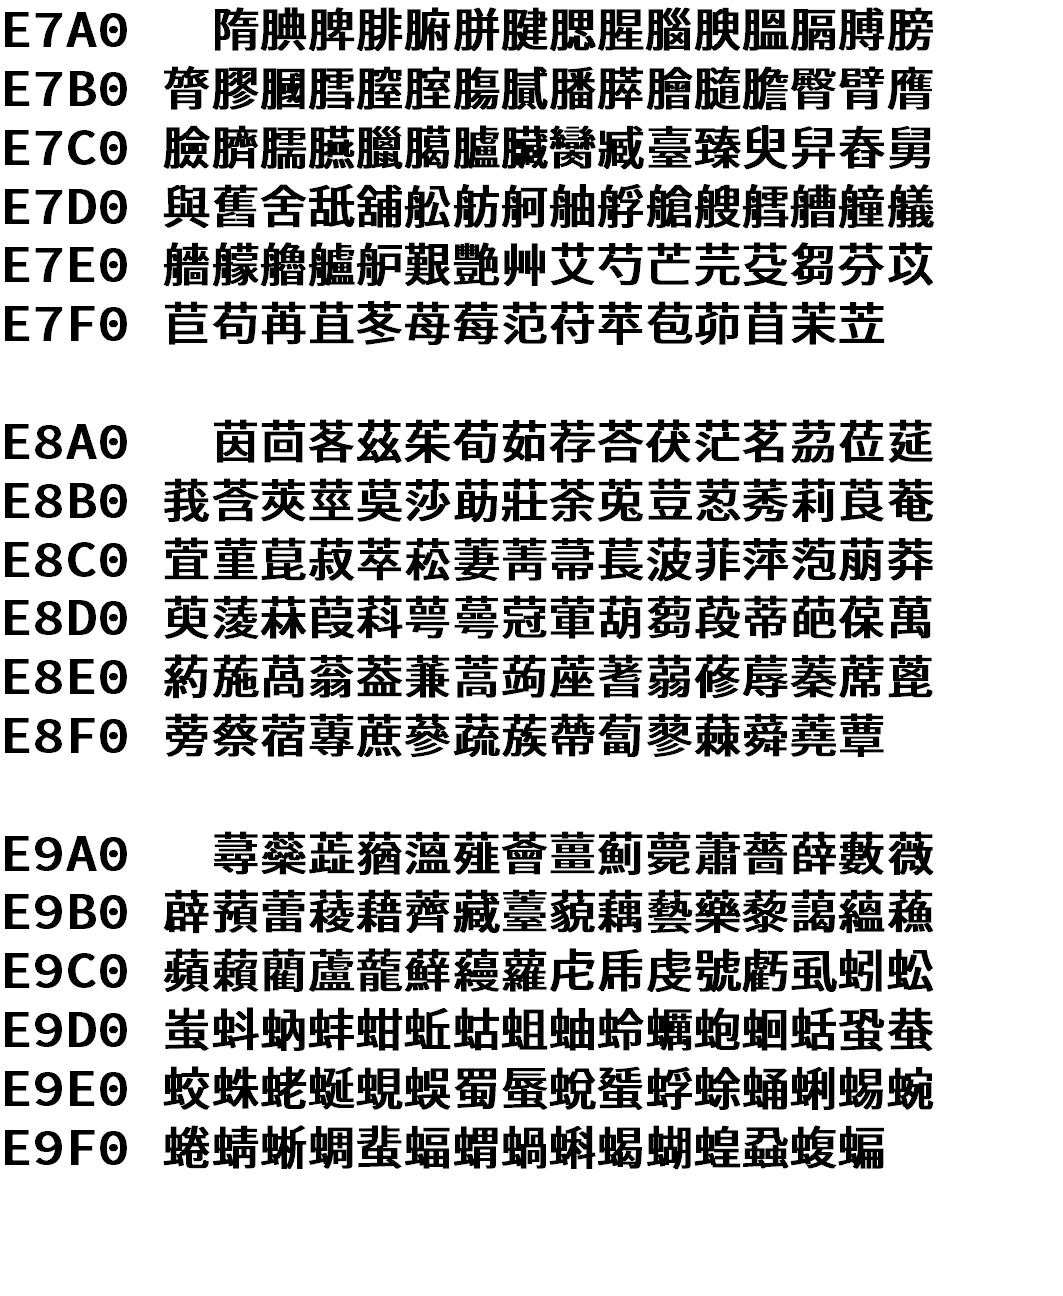 E7A0 隋腆脾腓腑胼腱腮腥腦腴膃膈膊膀
E7B0 膂膠膕膤膣腟膓膩膰膵膾膸膽臀臂膺
E7C0 臉臍臑臙臘臈臚臟臠臧臺臻臾舁舂舅
E7D0 與舊舍舐舖舩舫舸舳艀艙艘艝艚艟艤
E7E0 艢艨艪艫舮艱艷艸艾芍芒芫芟芻芬苡
E7F0 苣苟苒苴苳苺莓范苻苹苞茆苜茉苙
E8A0 茵茴茖茲茱荀茹荐荅茯茫茗茘莅莚
E8B0 莪莟莢莖茣莎莇莊荼莵荳荵莠莉莨菴
E8C0 萓菫菎菽萃菘萋菁菷萇菠菲萍萢萠莽
E8D0 萸蔆菻葭萪萼蕚蒄葷葫蒭葮蒂葩葆萬
E8E0 葯葹萵蓊葢蒹蒿蒟蓙蓍蒻蓚蓐蓁蓆蓖
E8F0 蒡蔡蓿蓴蔗蔘蔬蔟蔕蔔蓼蕀蕣蕘蕈
E9A0 蕁蘂蕋蕕薀薤薈薑薊薨蕭薔薛藪薇
E9B0 薜蕷蕾薐藉薺藏薹藐藕藝藥藜藹蘊蘓
E9C0 蘋藾藺蘆蘢蘚蘰蘿虍乕虔號虧虱蚓蚣
E9D0 蚩蚪蚋蚌蚶蚯蛄蛆蚰蛉蠣蚫蛔蛞蛩蛬
E9E0 蛟蛛蛯蜒蜆蜈蜀蜃蛻蜑蜉蜍蛹蜊蜴蜿
E9F0 蜷蜻蜥蜩蜚蝠蝟蝸蝌蝎蝴蝗蝨蝮蝙